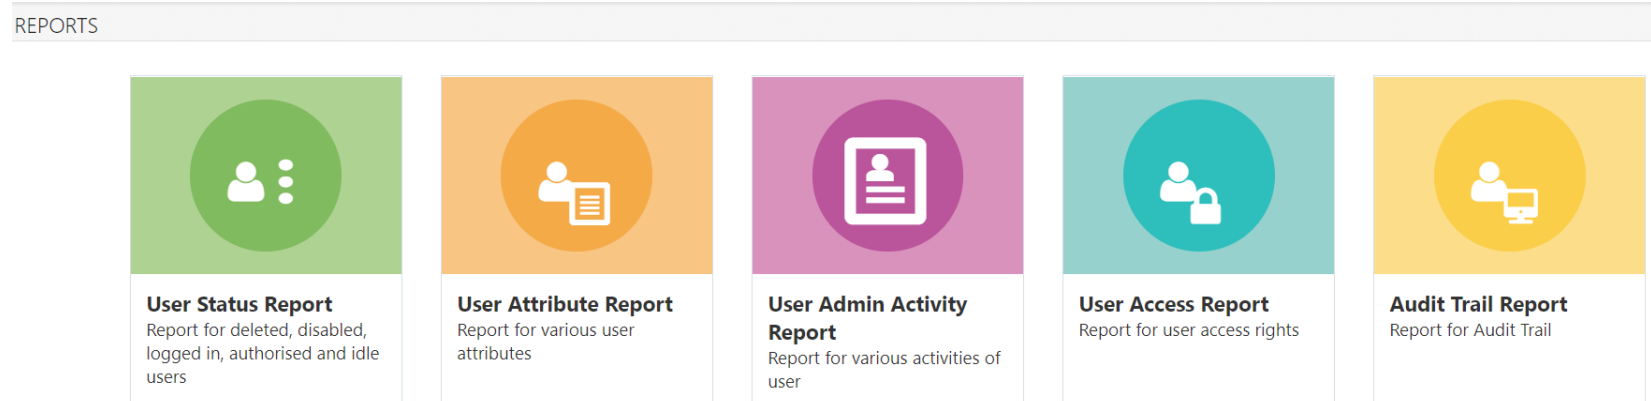 REPORTS
User Status Report
Report for deleted, disabled,
logged in, authorised and idle
users
User Attribute Report
Report for various user
attributes
User Admin Activity
Report
Report for various activities of
user
User Access Report
Report for user access rights
Audit Trail Report
Report for Audit Trail